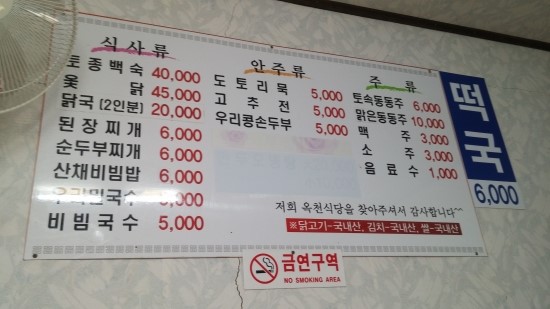 식사류
토종백숙 40,000
옻 닭 45,000
닭국 (2인분) 20,000
된장찌개 6,000
순두부찌개 6,000
산채비빔밥 6,000
우리밀국수 5,000
비빔국수 5,000
안주류
도토리묵 5,000
고추전 5,000
우리콩손두부 5,000
주류
토속동동주 6,000
맑은동동주 10,000
맥주 3,000
소주 3,000
음료수 1,000
저희 옥천식당을 찾아주셔서 감사합니다^^
※닭고기-국내산, 김치-국내산, 쌀-국내산
떡국
6,000
금연구역
NO SMOKING AREA